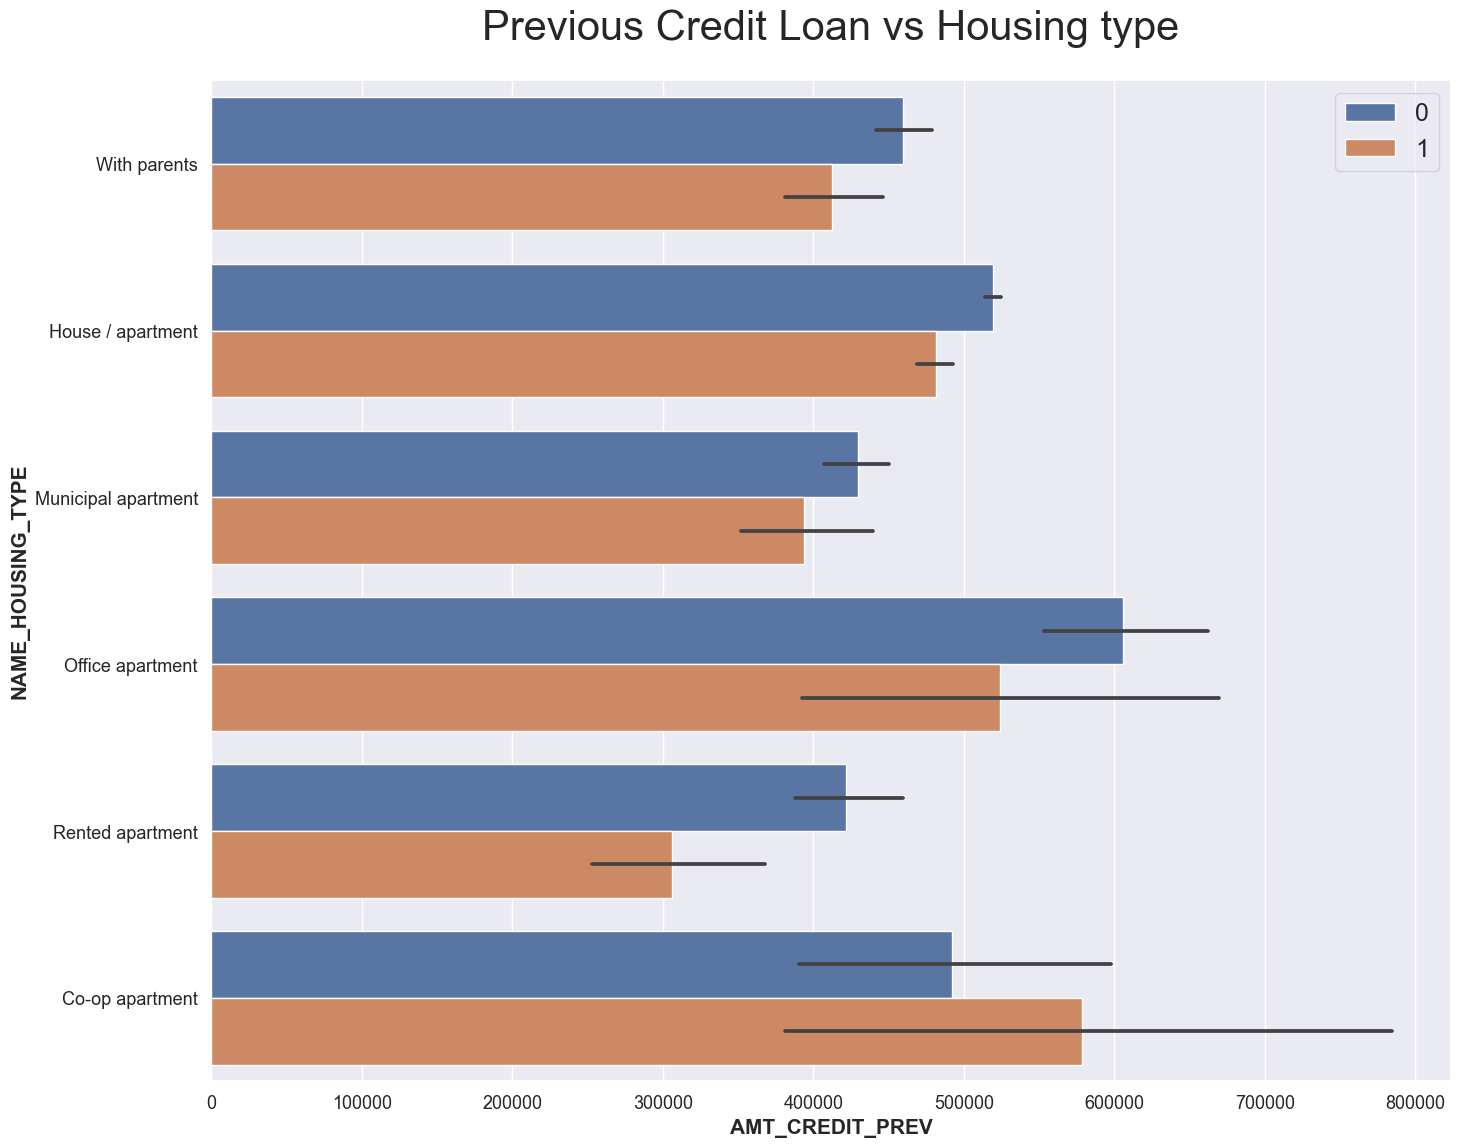 Previous Credit Loan vs Housing type
0
1
With parents
House / apartment
Municipal apartment
Office apartment
Rented apartment
Co-op apartment
NAME_HOUSING_TYPE
0 100000 200000 300000 400000 500000 600000 700000 800000
AMT_CREDIT_PREV